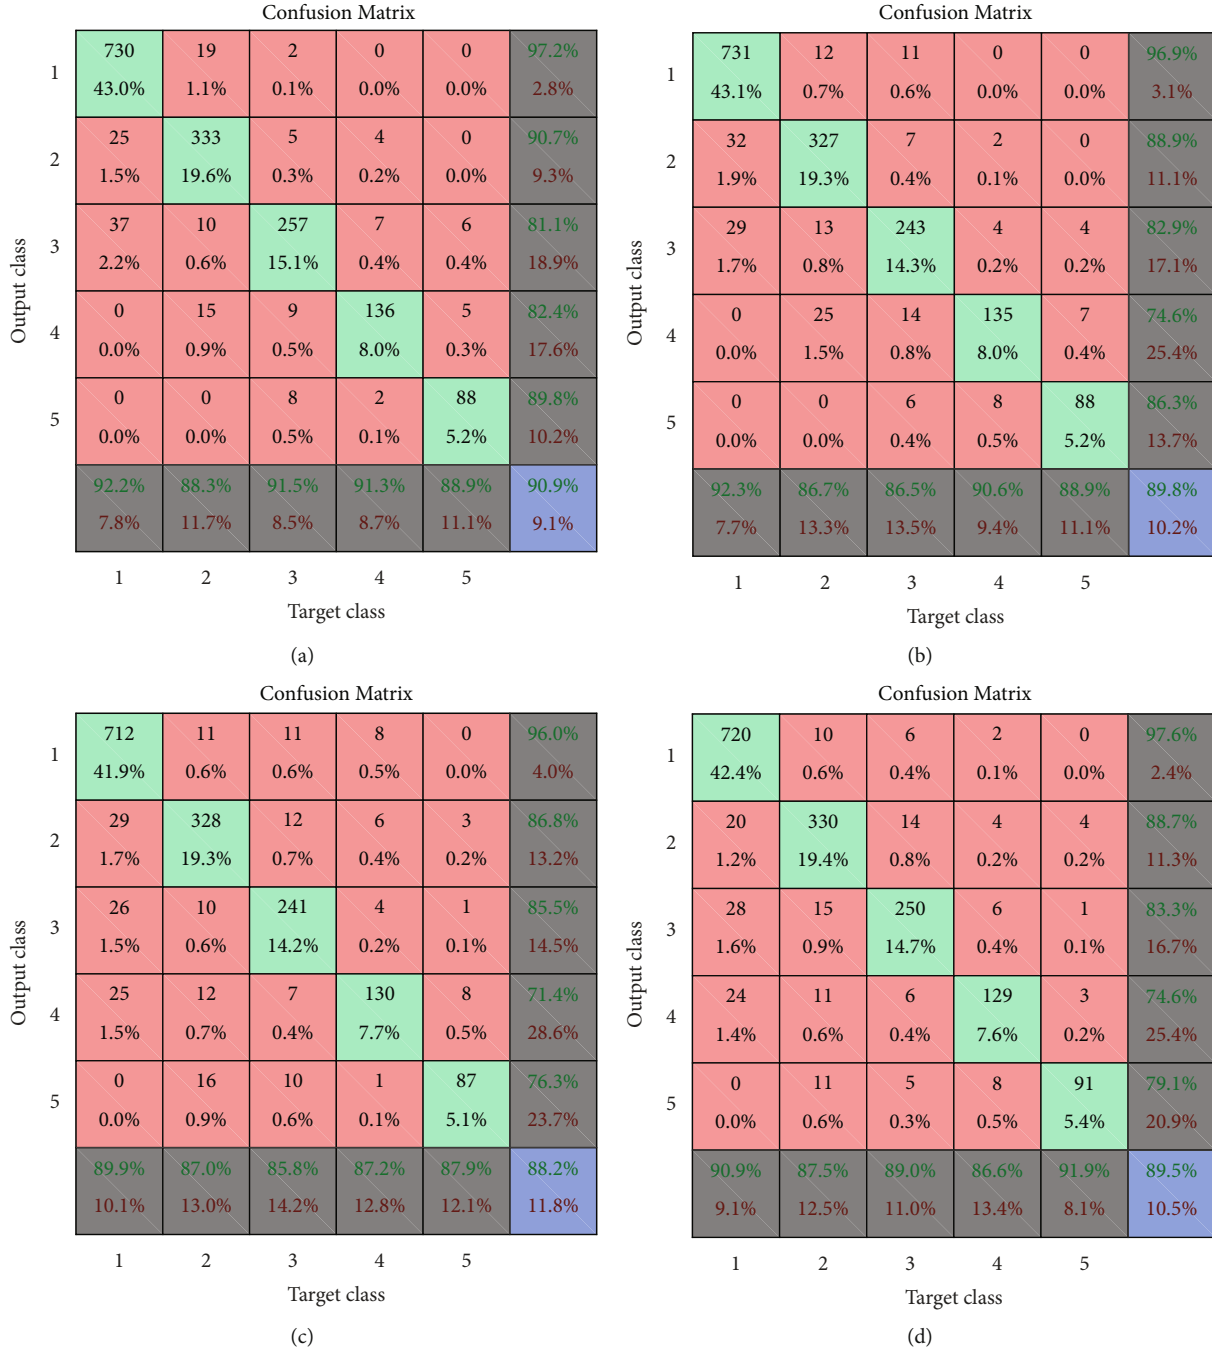 Confusion Matrix
730 19 2 0 0 97.2%
1
43.0% 1.1% 0.1% 0.0% 0.0% 2.8%
25 333 5 4 0 90.7%
2
1.5% 19.6% 0.3% 0.2% 0.0% 9.3%
37 10 257 7 6 81.1%
3
2.2% 0.6% 15.1% 0.4% 0.4% 18.9%
0 15 9 136 5 82.4%
4
0.0% 0.9% 0.5% 8.0% 0.3% 17.6%
0 0 8 2 88 89.8%
5
0.0% 0.0% 0.5% 0.1% 5.2% 10.2%
92.2% 88.3% 91.5% 91.3% 88.9% 90.9%
7.8% 11.7% 8.5% 8.7% 11.1% 9.1%
Output class
1 2 3 4 5
Target class
(a)
Confusion Matrix
731 12 11 0 0 96.9%
1
43.1% 0.7% 0.6% 0.0% 0.0% 3.1%
32 327 7 2 0 88.9%
2
1.9% 19.3% 0.4% 0.1% 0.0% 11.1%
29 13 243 4 4 82.9%
3
1.7% 0.8% 14.3% 0.2% 0.2% 17.1%
0 25 14 135 7 74.6%
4
0.0% 1.5% 0.8% 8.0% 0.4% 25.4%
0 0 6 8 88 86.3%
5
0.0% 0.0% 0.4% 0.5% 5.2% 13.7%
92.3% 86.7% 86.5% 90.6% 88.9% 89.8%
7.7% 13.3% 13.5% 9.4% 11.1% 10.2%
Output class
1 2 3 4 5
Target class
(b)
Confusion Matrix
712 11 11 8 0 96.0%
1
41.9% 0.6% 0.6% 0.5% 0.0% 4.0%
29 328 12 6 3 86.8%
2
1.7% 19.3% 0.7% 0.4% 0.2% 13.2%
26 10 241 4 1 85.5%
3
1.5% 0.6% 14.2% 0.2% 0.1% 14.5%
25 12 7 130 8 71.4%
4
1.5% 0.7% 0.4% 7.7% 0.5% 28.6%
0 16 10 1 87 76.3%
5
0.0% 0.9% 0.6% 0.1% 5.1% 23.7%
89.9% 87.0% 85.8% 87.2% 87.9% 88.2%
10.1% 13.0% 14.2% 12.8% 12.1% 11.8%
Output class
1 2 3 4 5
Target class
(c)
Confusion Matrix
720 10 6 2 0 97.6%
1
42.4% 0.6% 0.4% 0.1% 0.0% 2.4%
20 330 14 4 4 88.7%
2
1.2% 19.4% 0.8% 0.2% 0.2% 11.3%
28 15 250 6 1 83.3%
3
1.6% 0.9% 14.7% 0.4% 0.1% 16.7%
24 11 6 129 3 74.6%
4
1.4% 0.6% 0.4% 7.6% 0.2% 25.4%
0 11 5 8 91 79.1%
5
0.0% 0.6% 0.3% 0.5% 5.4% 20.9%
90.9% 87.5% 89.0% 86.6% 91.9% 89.5%
9.1% 12.5% 11.0% 13.4% 8.1% 10.5%
Output class
1 2 3 4 5
Target class
(d)